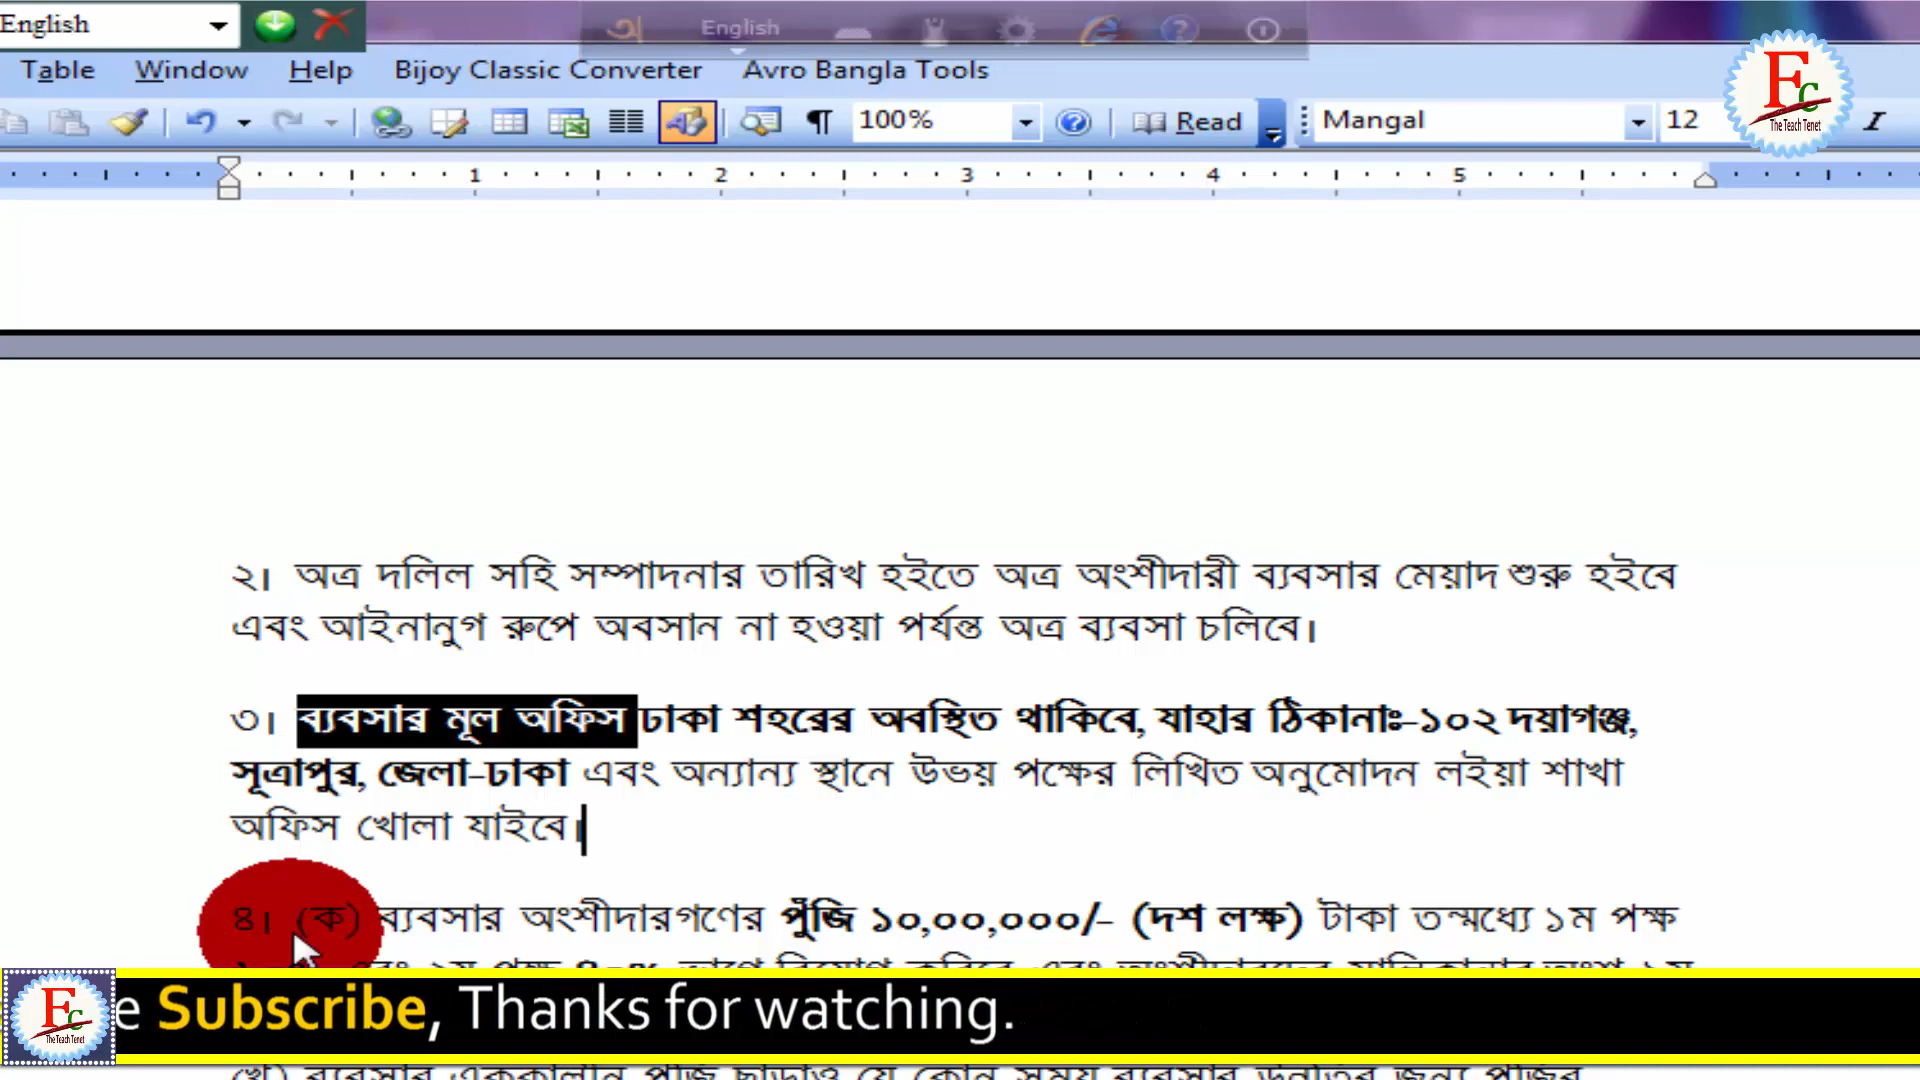 English
English
Table Window Help Bijoy Classic Converter Avro Bangla Tools
100% Read Mangal 12 I
Fc
The Teach Tenet
1 2 3 4 5
২। অত্র দলিল সহি সম্পাদনার তারিখ হইতে অত্র অংশীদারী ব্যবসার মেয়াদ শুরু হইবে
এবং আইনানুগ রুপে অবসান না হওয়া পর্যন্ত অত্র ব্যবসা চলিবে।
৩। ব্যবসার মূল অফিস ঢাকা শহরের অবস্থিত থাকিবে, যাহার ঠিকানাঃ-১০২ দয়াগঞ্জ,
সূত্রাপুর, জেলা-ঢাকা এবং অন্যান্য স্থানে উভয় পক্ষের লিখিত অনুমোদন লইয়া শাখা
অফিস খোলা যাইবে।
৪। (ক) ব্যবসার অংশীদারগণের পুঁজি ১০,০০,০০০/- (দশ লক্ষ) টাকা তন্মধ্যে ১ম পক্ষ
e Subscribe, Thanks for watching.
Fc
The Teach Tenet